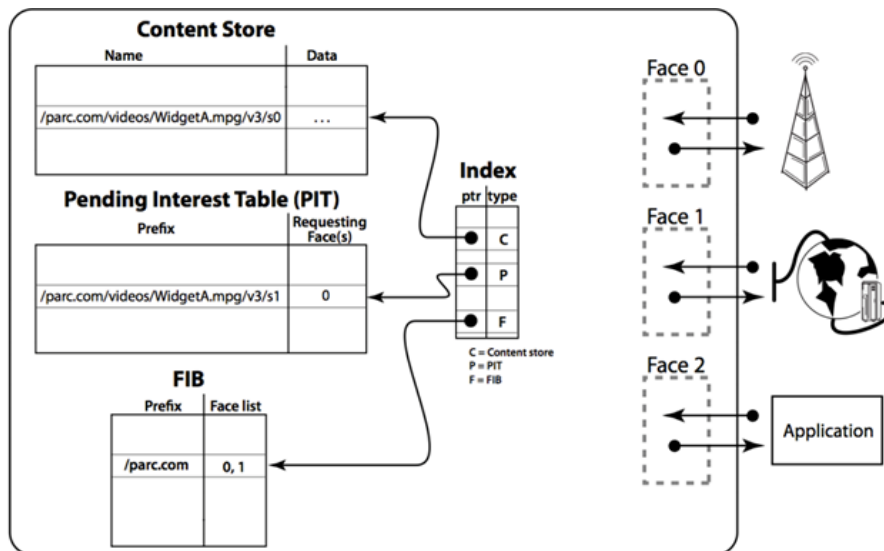 Content Store
Name Data
/parc.com/videos/WidgetA.mpg/v3/s0 ...
Pending Interest Table (PIT)
Prefix Requesting Face(s)
/parc.com/videos/WidgetA.mpg/v3/s1 0
FIB
Prefix Face list
/parc.com 0, 1
Index
ptr type
C
P
F
C = Content store
P = PIT
F = FIB
Face 0
Face 1
Face 2
Application